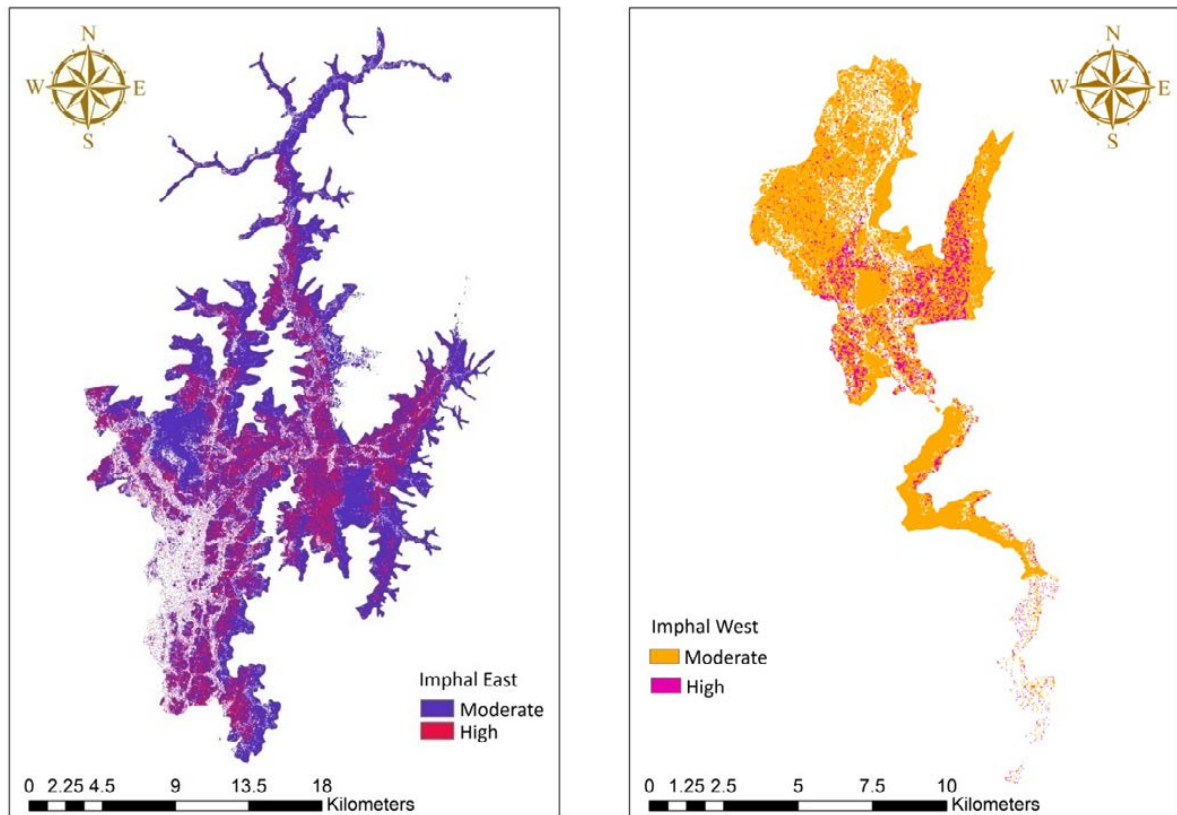 N
W E
S
Imphal East
Moderate
High
0 2.25 4.5 9 13.5 18
Kilometers
N
W E
S
Imphal West
Moderate
High
0 1.25 2.5 5 7.5 10
Kilometers